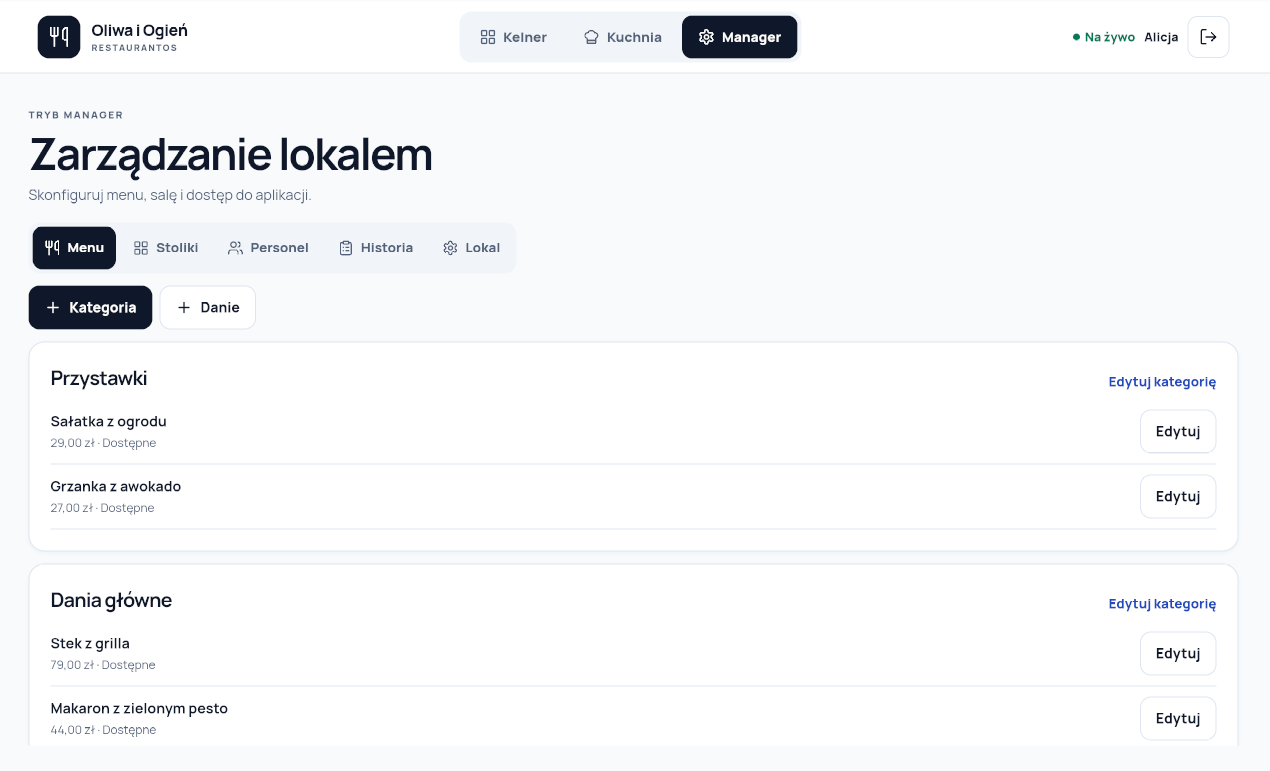 Oliwa i Ogień
RESTAURANTOS
Kelner
Kuchnia
Manager
Na żywo
Alicja
TRYB MANAGER
Zarządzanie lokalem
Skonfiguruj menu, salę i dostęp do aplikacji.
Menu
Stoliki
Personel
Historia
Lokal
+ Kategoria
+ Danie
Przystawki
Edytuj kategorię
Sałatka z ogrodu
29,00 zł · Dostępne
Edytuj
Grzanka z awokado
27,00 zł · Dostępne
Edytuj
Dania główne
Edytuj kategorię
Stek z grilla
79,00 zł · Dostępne
Edytuj
Makaron z zielonym pesto
44,00 zł · Dostępne
Edytuj